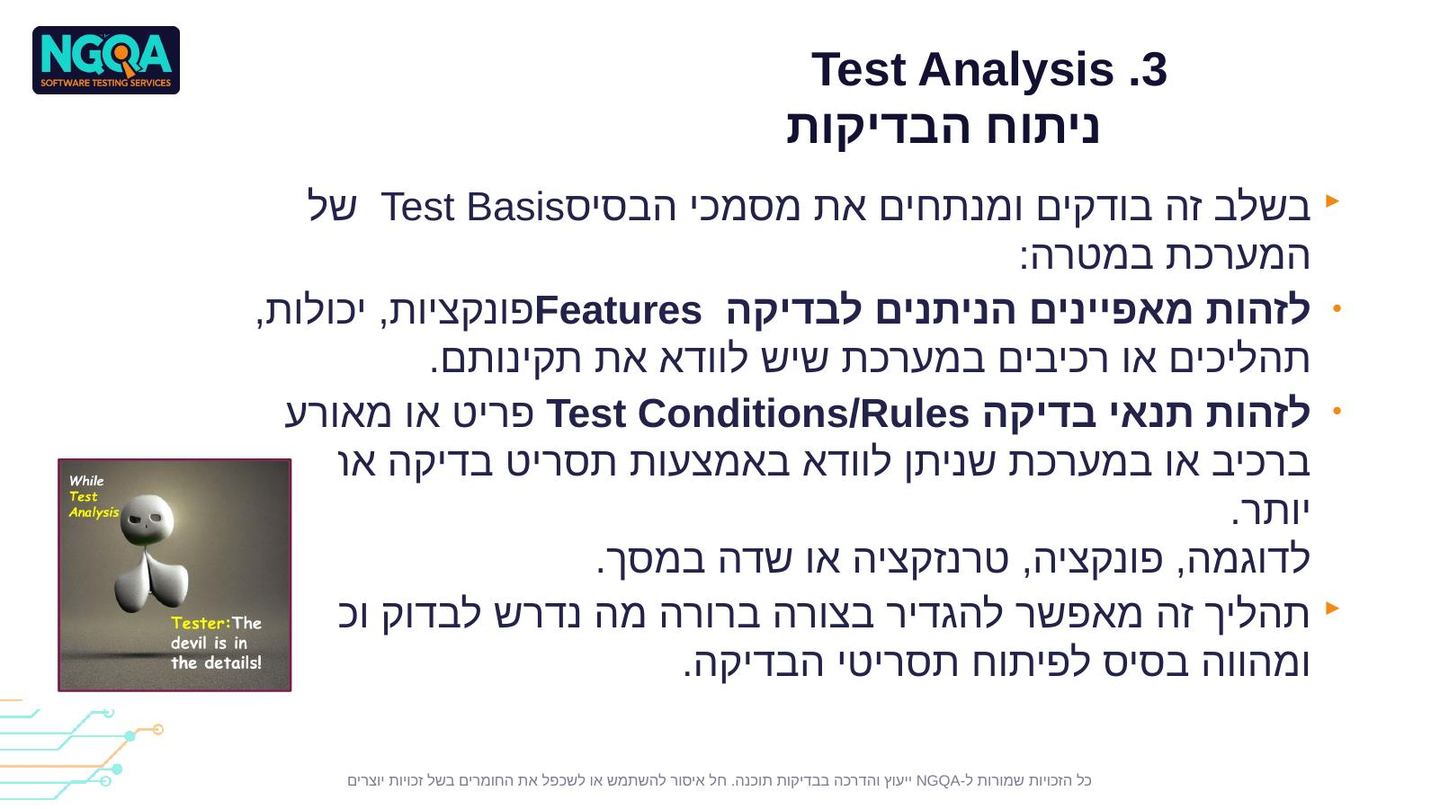 NGQA
SOFTWARE TESTING SERVICES
3. Test Analysis
ניתוח הבדיקות
בשלב זה בודקים ומנתחים את מסמכי הבסיסTest Basis של
המערכת במטרה:
לזהות מאפיינים הניתנים לבדיקה Featuresפונקציות, יכולות,
תהליכים או רכיבים במערכת שיש לוודא את תקינותם.
לזהות תנאי בדיקה Test Conditions/Rules פריט או מאורע
ברכיב או במערכת שניתן לוודא באמצעות תסריט בדיקה
יותר.
לדוגמה, פונקציה, טרנזקציה או שדה במסך.
תהליך זה מאפשר להגדיר בצורה ברורה מה נדרש לבדוק
ומהווה בסיס לפיתוח תסריטי הבדיקה.
While
Test
Analysis
Tester:The
devil is in
the details!
כל הזכויות שמורות ל-NGQA ייעוץ והדרכה בבדיקות תוכנה. חל איסור להשתמש או לשכפל את החומרים בשל זכויות יוצרים